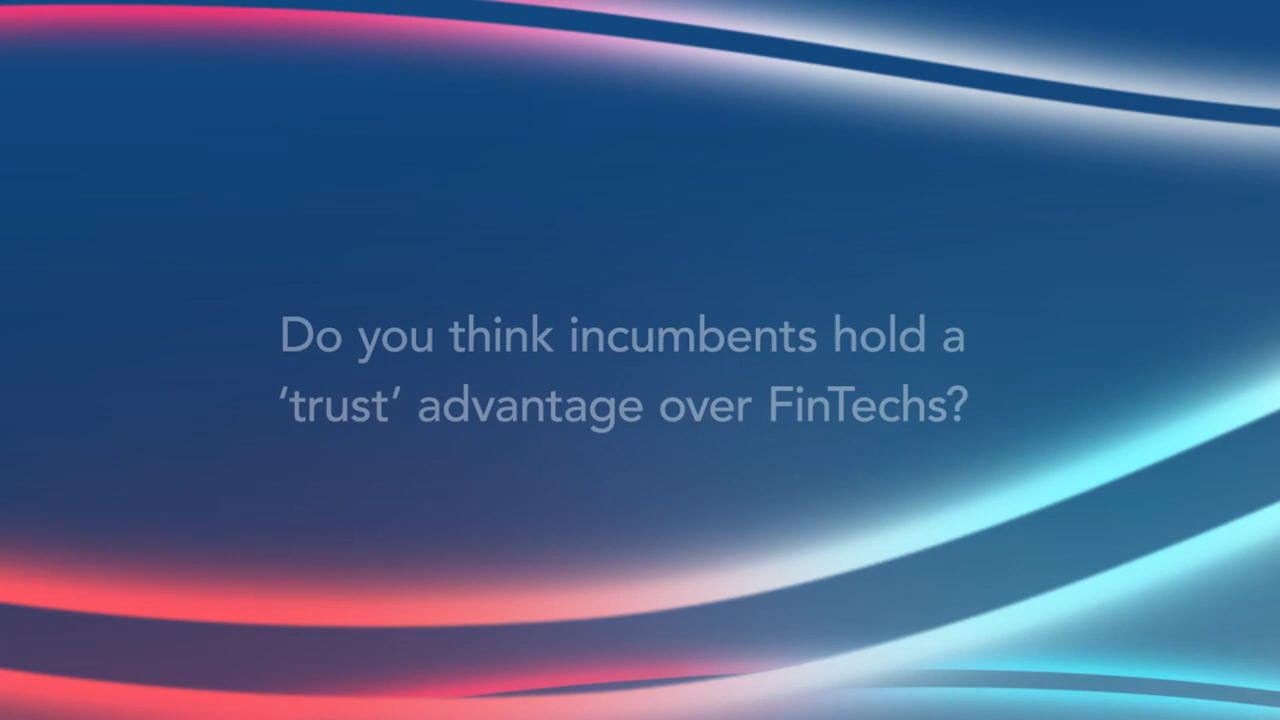 Do you think incumbents hold a
‘trust’ advantage over FinTechs?